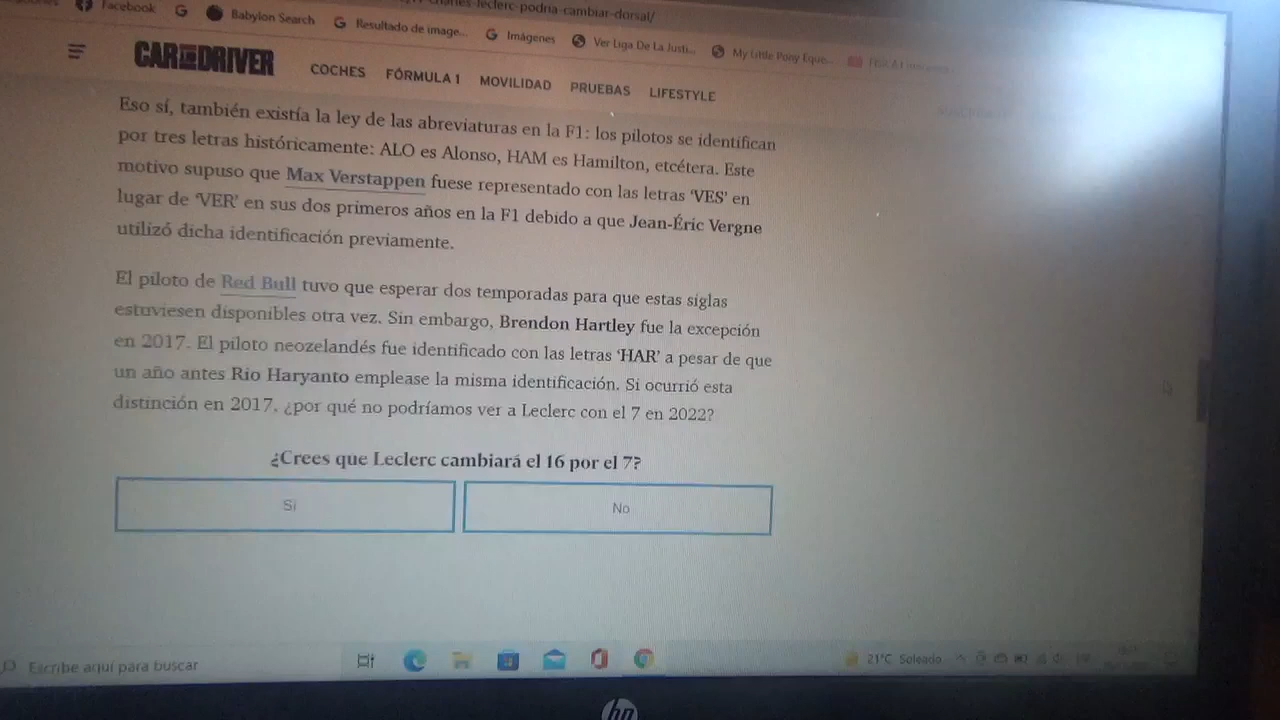 charles-leclerc-podria-cambiar-dorsal/
Facebook
Babylon Search
Resultado de image...
Imágenes
Ver Liga De La Justi...
My Little Pony Eque...
CAR AND DRIVER
COCHES FÓRMULA 1 MOVILIDAD PRUEBAS LIFESTYLE
Eso sí, también existía la ley de las abreviaturas en la F1: los pilotos se identifican
por tres letras históricamente: ALO es Alonso, HAM es Hamilton, etcétera. Este
motivo supuso que Max Verstappen fuese representado con las letras ‘VES’ en
lugar de ‘VER’ en sus dos primeros años en la F1 debido a que Jean-Éric Vergne
utilizó dicha identificación previamente.
El piloto de Red Bull tuvo que esperar dos temporadas para que estas siglas
estuviesen disponibles otra vez. Sin embargo, Brendon Hartley fue la excepción
en 2017. El piloto neozelandés fue identificado con las letras ‘HAR’ a pesar de que
un año antes Rio Haryanto emplease la misma identificación. Si ocurrió esta
distinción en 2017, ¿por qué no podríamos ver a Leclerc con el 7 en 2022?
¿Crees que Leclerc cambiará el 16 por el 7?
Sí
No
Escribe aquí para buscar
21°C Soleado
hp